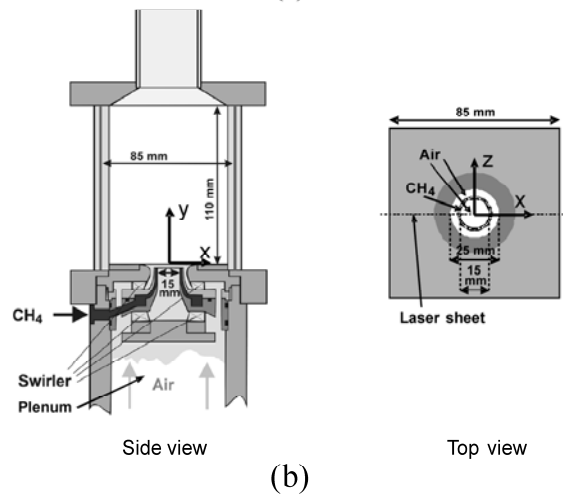 85 mm
110 mm
y
x
15
mm
CH4
Swirler
Plenum
Air
Side view
85 mm
Air
Z
CH4
X
25 mm
15
mm
Laser sheet
Top view
(b)